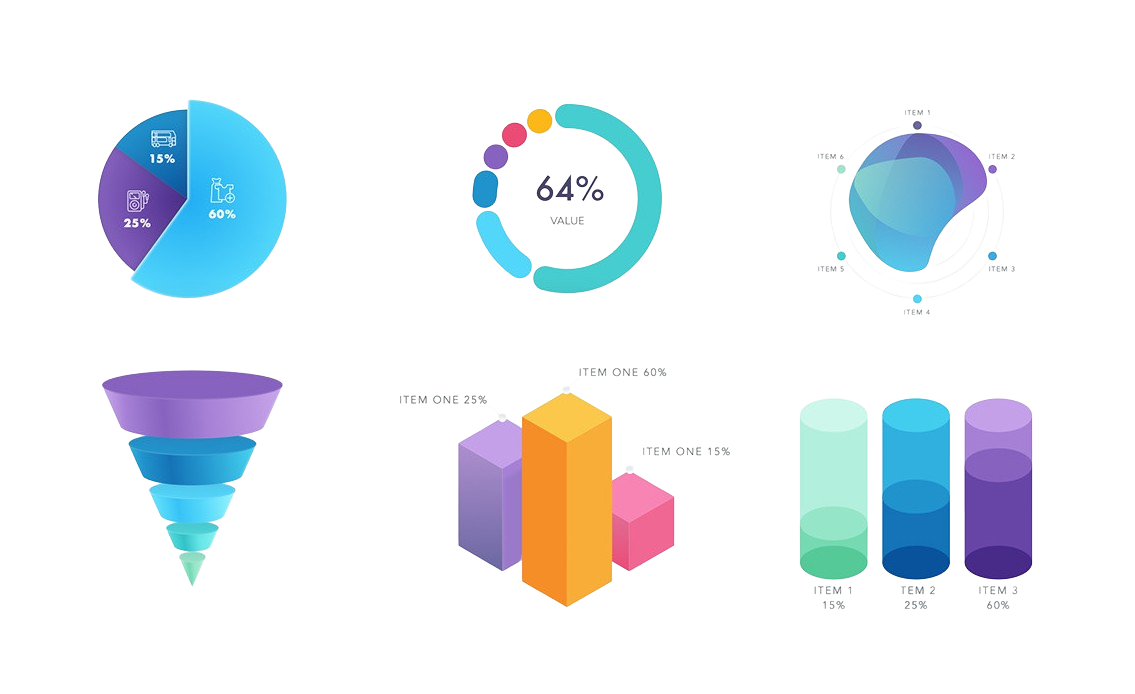 15%
25%
60%
64%
VALUE
ITEM 1
ITEM 2
ITEM 3
ITEM 4
ITEM 5
ITEM 6
ITEM ONE 25%
ITEM ONE 60%
ITEM ONE 15%
ITEM 1
15%
TEM 2
25%
ITEM 3
60%